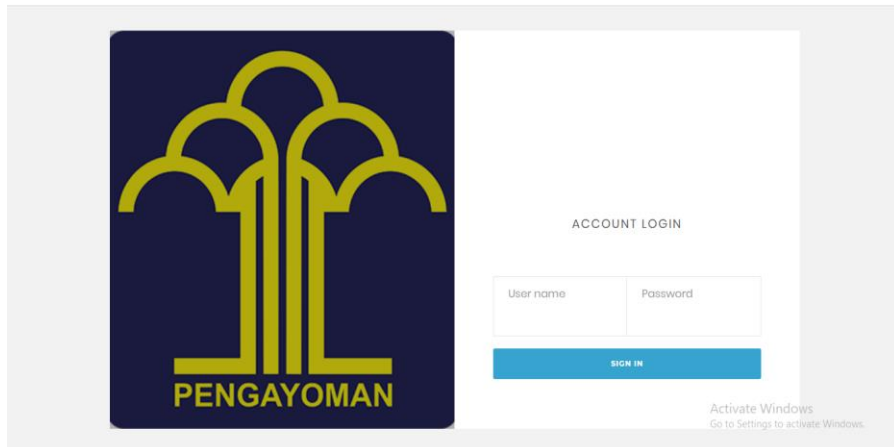 PENGAYOMAN
ACCOUNT LOGIN
User name
Password
SIGN IN
Activate Windows
Go to Settings to activate Windows.